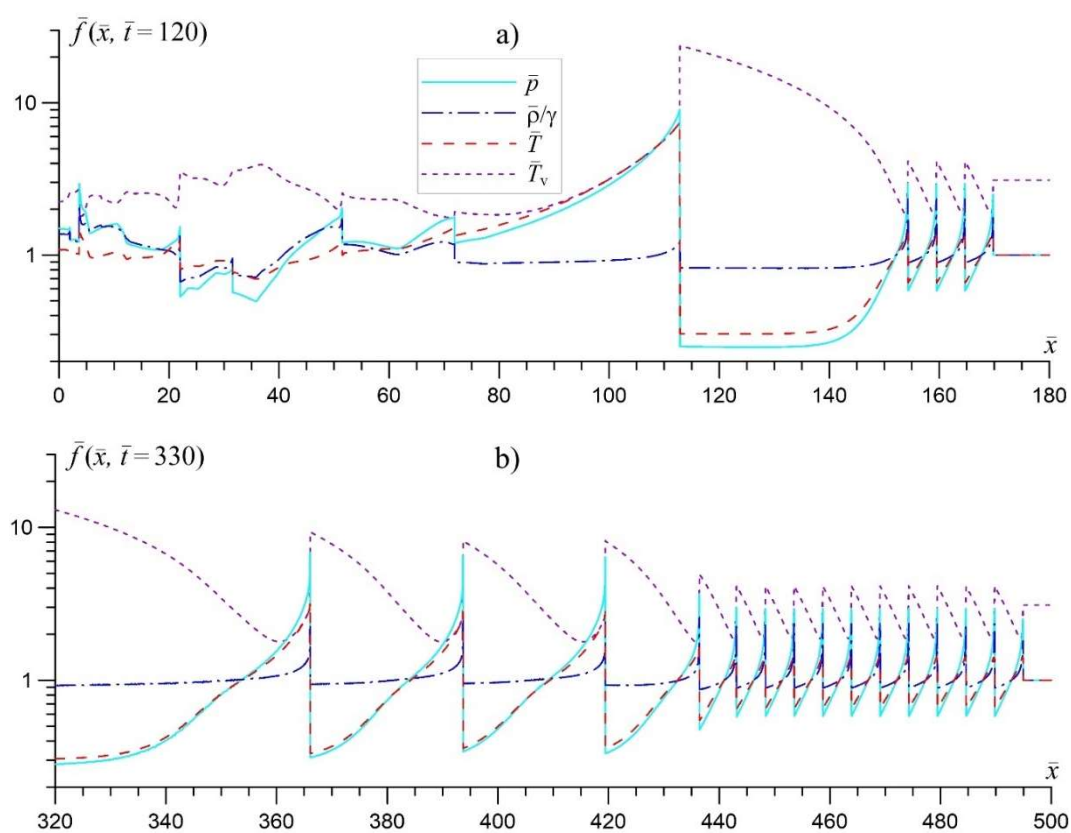 f̄ (x̄, t̄ = 120)
a)
p̄
ρ̄/γ
T̄
T̄ᵥ
10
1
x̄
0 20 40 60 80 100 120 140 160 180
f̄ (x̄, t̄ = 330)
b)
10
1
x̄
320 340 360 380 400 420 440 460 480 500